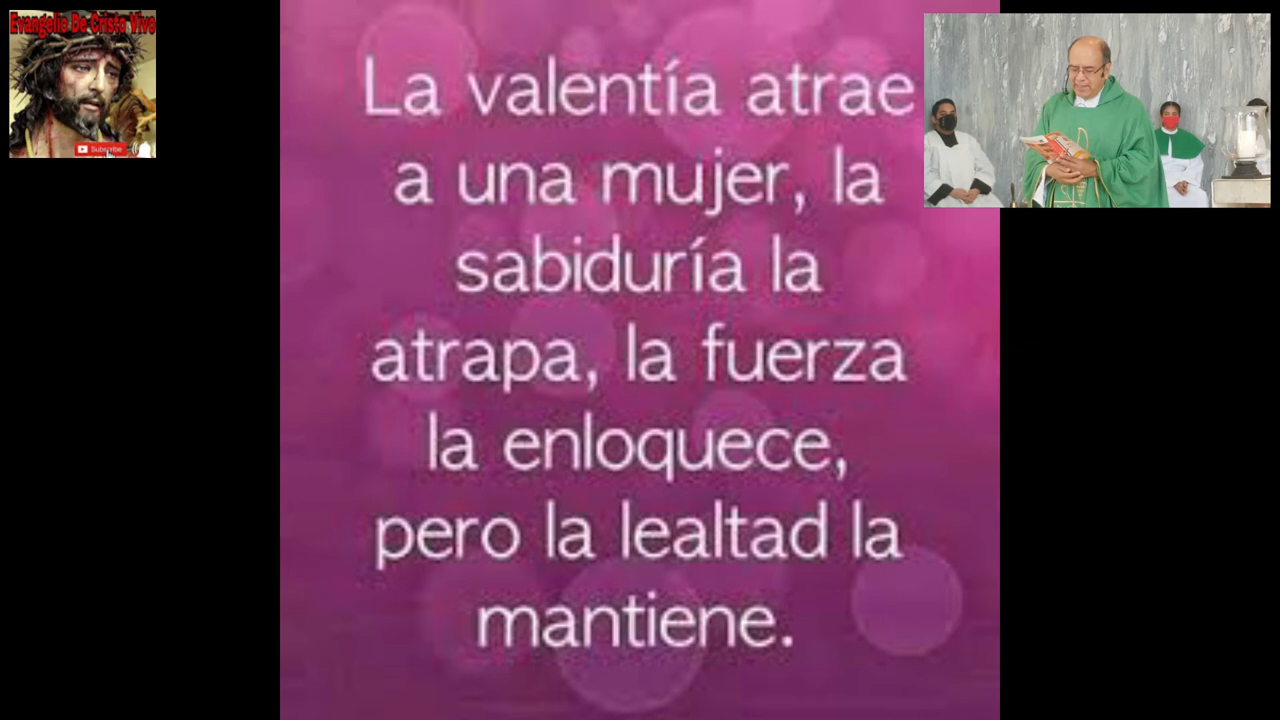 Evangelio De Cristo Vivo
Subscribe
La valentía atrae
a una mujer, la
sabiduría la
atrapa, la fuerza
la enloquece,
pero la lealtad la
mantiene.